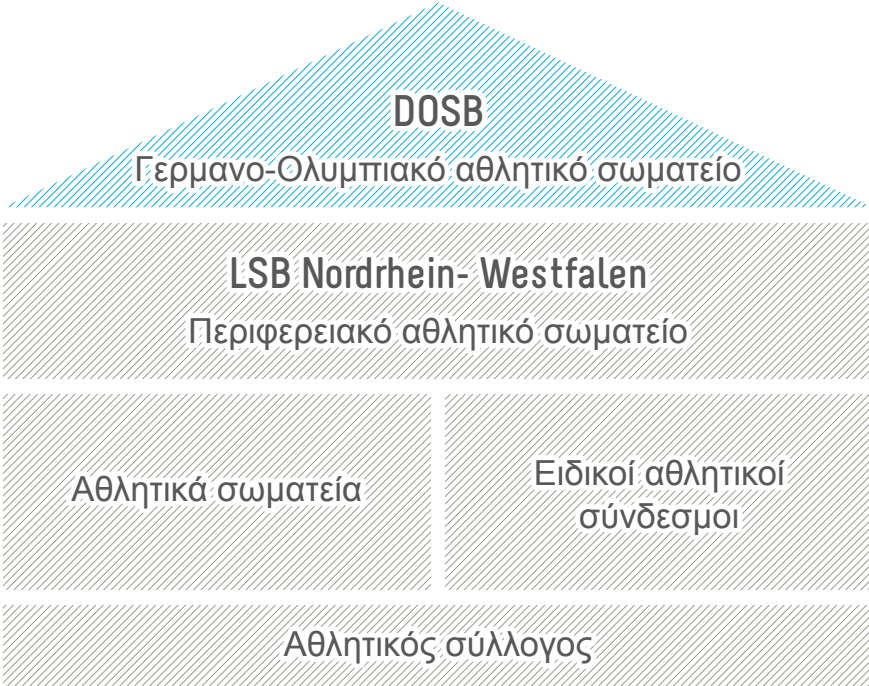 DOSB
Γερμανο-Ολυμπιακό αθλητικό σωματείο
LSB Nordrhein- Westfalen
Περιφερειακό αθλητικό σωματείο
Αθλητικά σωματεία
Ειδικοί αθλητικοί
σύνδεσμοι
Αθλητικός σύλλογος